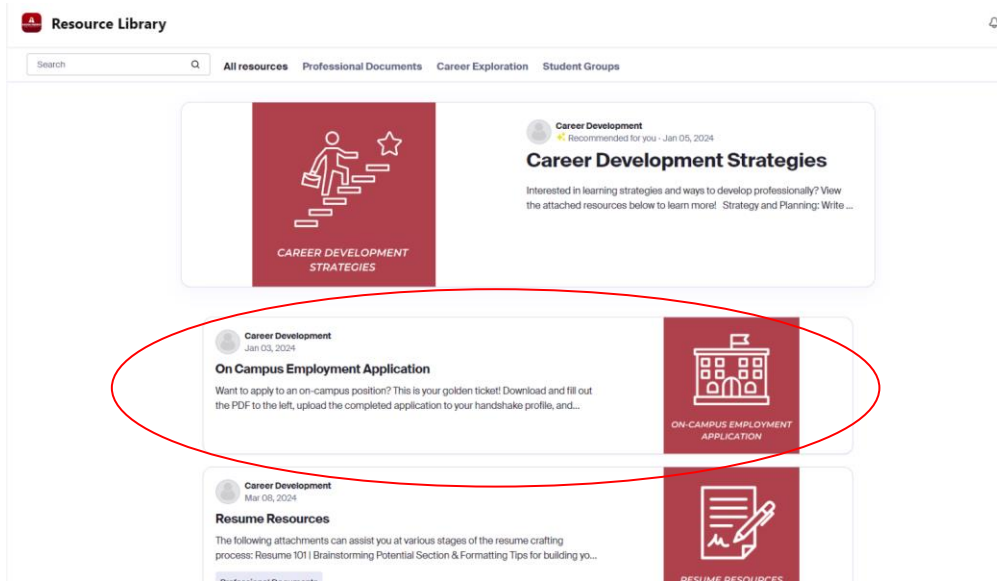 Resource Library
Search
All resources Professional Documents Career Exploration Student Groups
CAREER DEVELOPMENT
STRATEGIES
Career Development
Recommended for you - Jan 05, 2024
Career Development Strategies
Interested in learning strategies and ways to develop professionally? View
the attached resources below to learn more! Strategy and Planning: Write ...
Career Development
Jan 03, 2024
On Campus Employment Application
Want to apply to an on-campus position? This is your golden ticket! Download and fill out
the PDF to the left, upload the completed application to your handshake profile, and...
ON-CAMPUS EMPLOYMENT
APPLICATION
Career Development
Mar 08, 2024
Resume Resources
The following attachments can assist you at various stages of the resume crafting
process: Resume 101 | Brainstorming Potential Section & Formatting Tips for building yo...
Professional Documents
RESUME RESOURCES